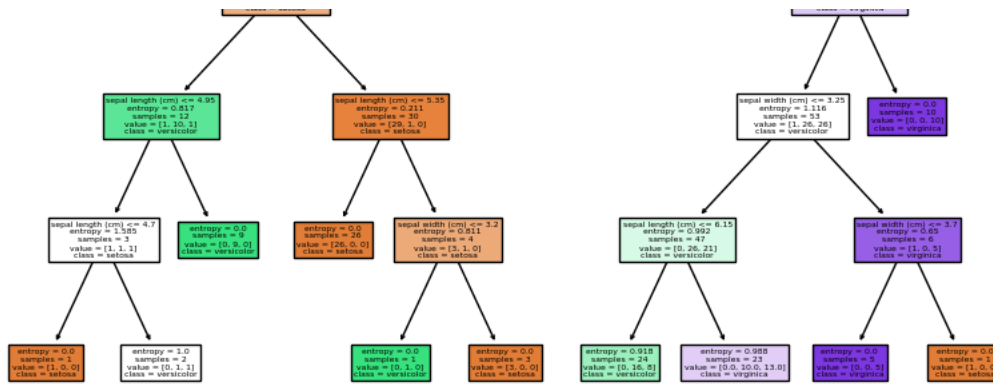 class = setosa
class = virginica
sepal length (cm) <= 4.95
entropy = 0.817
samples = 12
value = [1, 10, 1]
class = versicolor
sepal length (cm) <= 5.35
entropy = 0.211
samples = 30
value = [29, 1, 0]
class = setosa
sepal width (cm) <= 3.25
entropy = 1.116
samples = 53
value = [1, 26, 26]
class = versicolor
entropy = 0.0
samples = 10
value = [0, 0, 10]
class = virginica
sepal length (cm) <= 4.7
entropy = 1.585
samples = 3
value = [1, 1, 1]
class = setosa
entropy = 0.0
samples = 9
value = [0, 9, 0]
class = versicolor
entropy = 0.0
samples = 26
value = [26, 0, 0]
class = setosa
sepal width (cm) <= 3.2
entropy = 0.811
samples = 4
value = [3, 1, 0]
class = setosa
sepal length (cm) <= 6.15
entropy = 0.992
samples = 47
value = [0, 26, 21]
class = versicolor
sepal width (cm) <= 3.7
entropy = 0.65
samples = 6
value = [1, 0, 5]
class = virginica
entropy = 0.0
samples = 1
value = [1, 0, 0]
class = setosa
entropy = 1.0
samples = 2
value = [0, 1, 1]
class = versicolor
entropy = 0.0
samples = 1
value = [0, 1, 0]
class = versicolor
entropy = 0.0
samples = 3
value = [3, 0, 0]
class = setosa
entropy = 0.918
samples = 24
value = [0, 16, 8]
class = versicolor
entropy = 0.988
samples = 23
value = [0.0, 10.0, 13.0]
class = virginica
entropy = 0.0
samples = 5
value = [0, 0, 5]
class = virginica
entropy = 0.0
samples = 1
value = [1, 0, 0
class = setosa